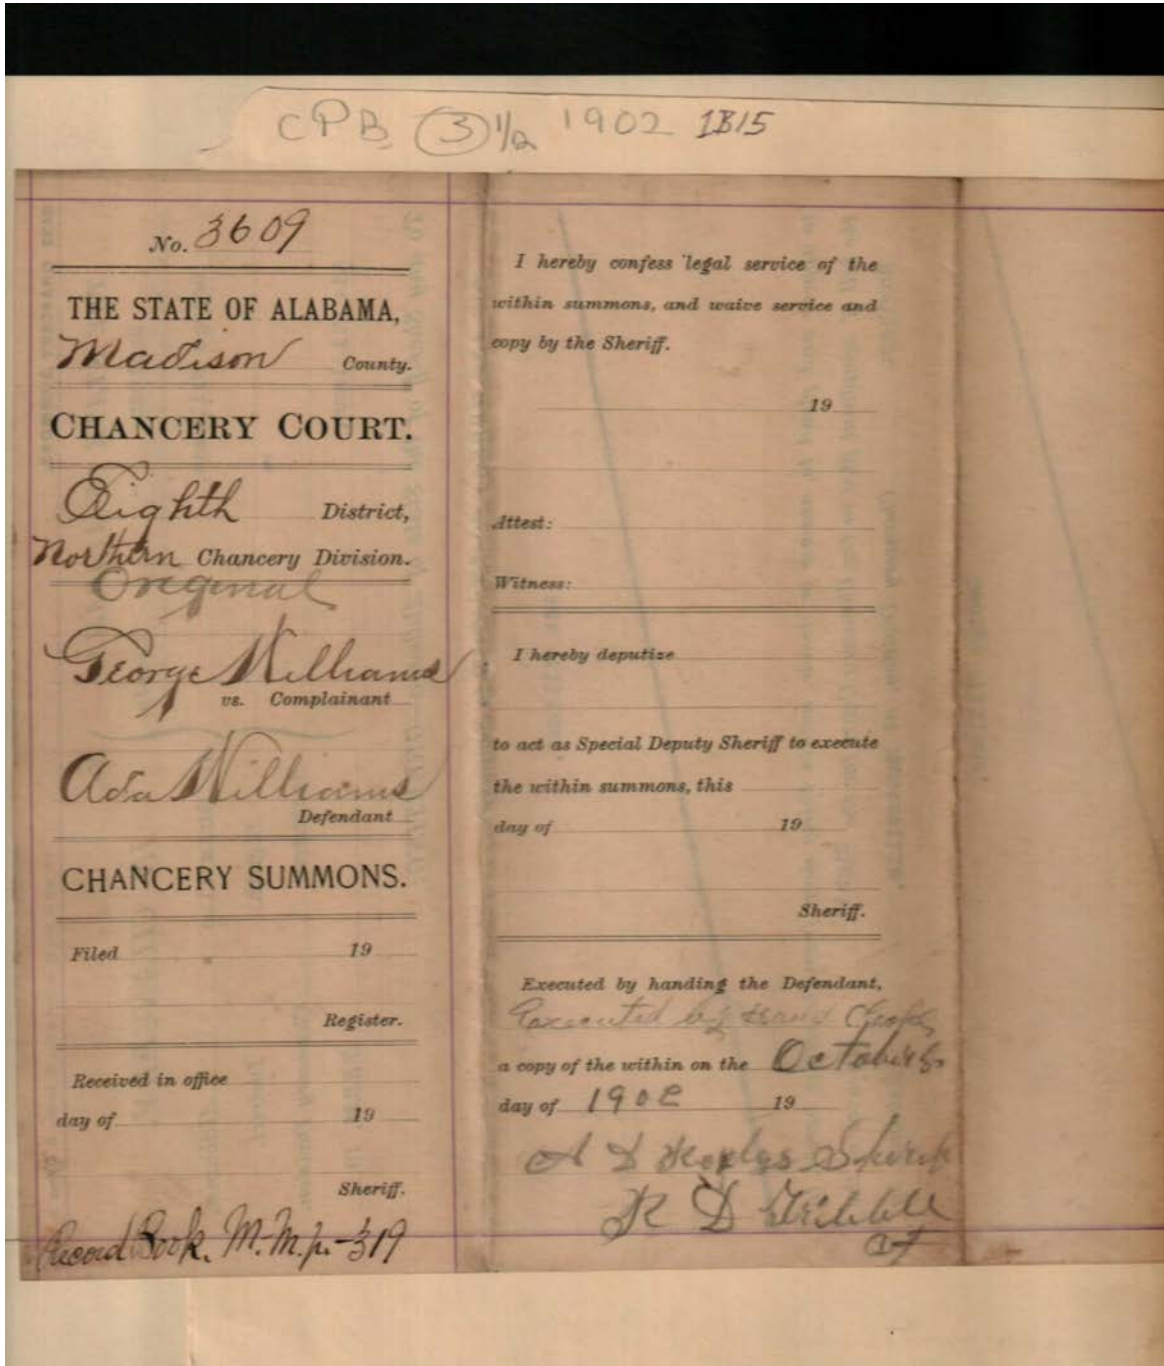 CPB (3) 1/2 1902 1B15
No. 3609
THE STATE OF ALABAMA,
Madison County.
CHANCERY COURT.
Eighth District,
Northern Chancery Division.
Original
George Williams
vs. Complainant
Ada Williams
Defendant
CHANCERY SUMMONS.
Filed 19
Register.
Received in office
day of 19
Sheriff.
Record Book. M.M. p. 319
I hereby confess legal service of the
within summons, and waive service and
copy by the Sheriff.
19
Attest:
Witness:
I hereby deputize
to act as Special Deputy Sheriff to execute
the within summons, this
day of 19
Sheriff.
Executed by handing the Defendant,
Executed by
a copy of the within on the October
day of 1902 19
A D Sheriff
R D